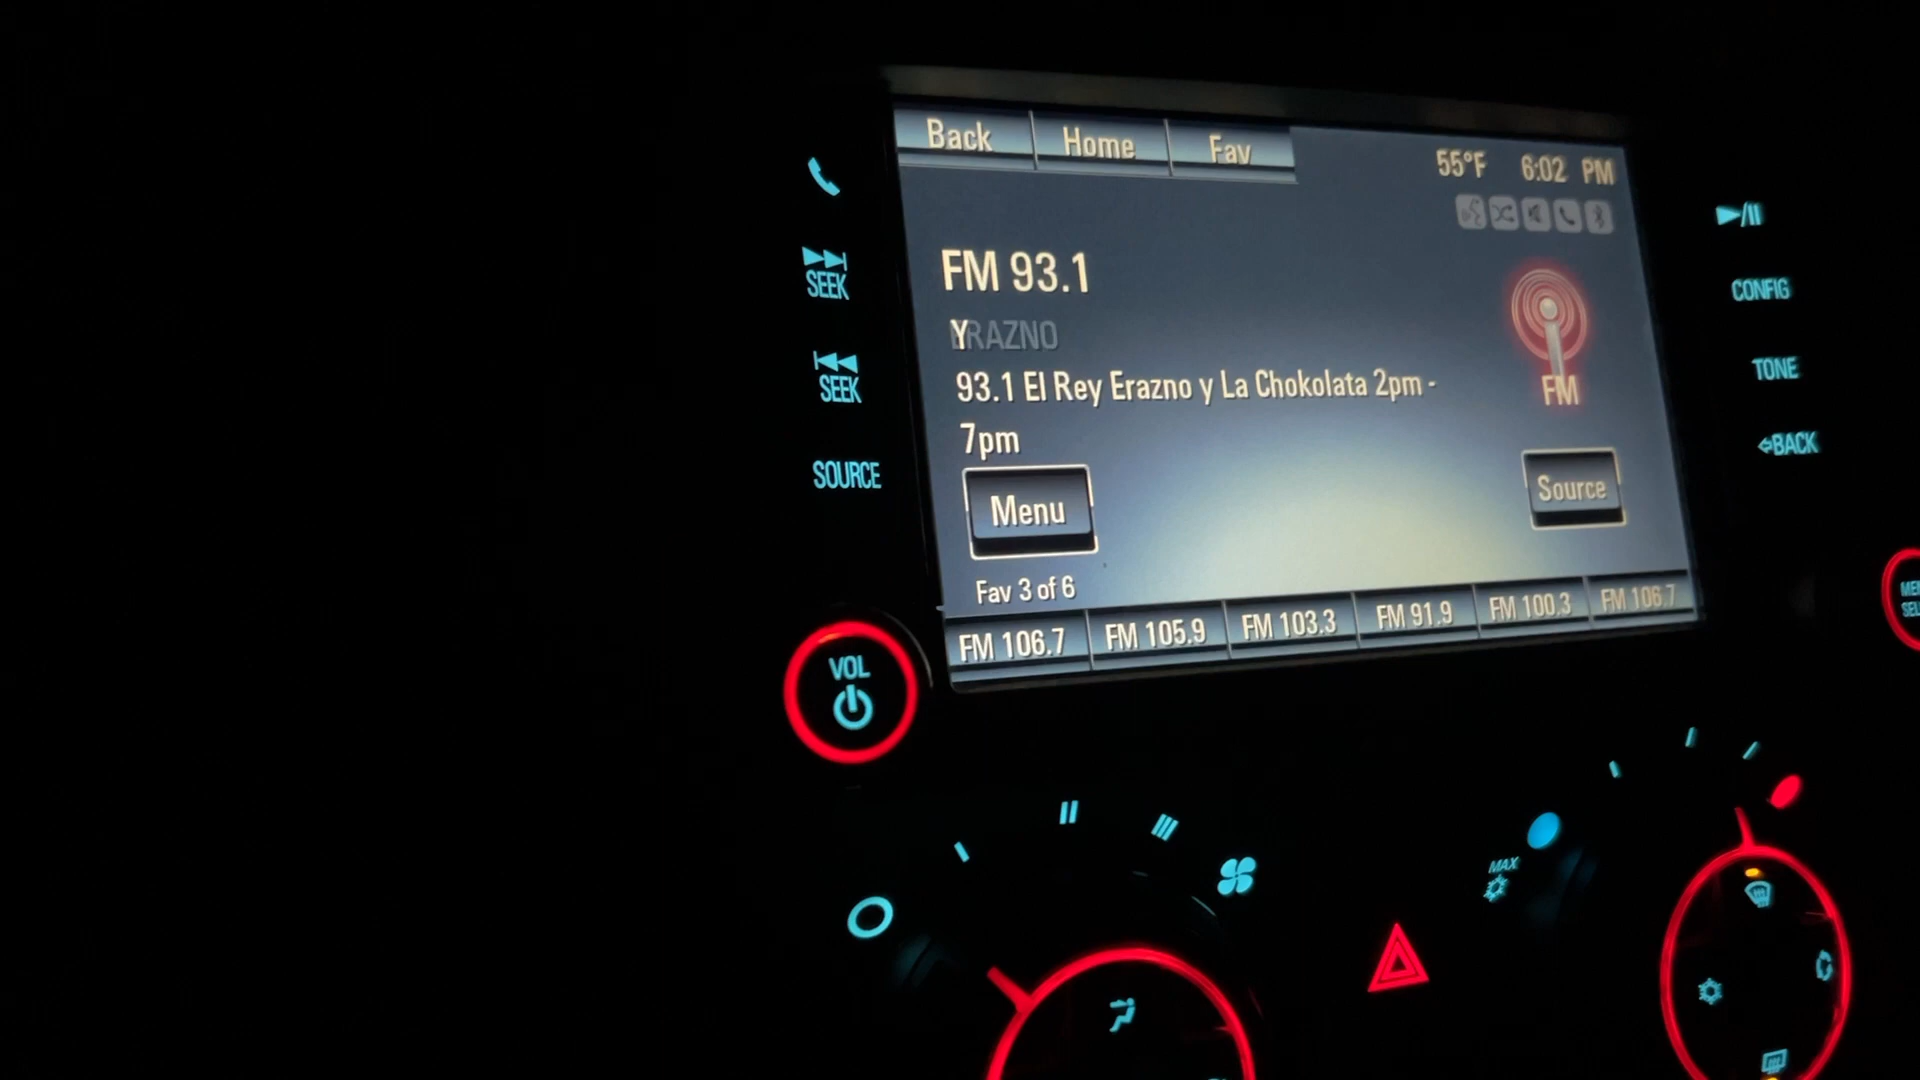 Back Home Fav
55°F 6:02 PM
FM 93.1
Y RAZNO
93.1 El Rey Erazno y La Chokolata 2pm -
7pm
FM
Menu
Source
Fav 3 of 6
FM 106.7 FM 105.9 FM 103.3 FM 91.9 FM 100.3 FM 106.7
SEEK
SEEK
SOURCE
VOL
CONFIG
TONE
BACK
MAX